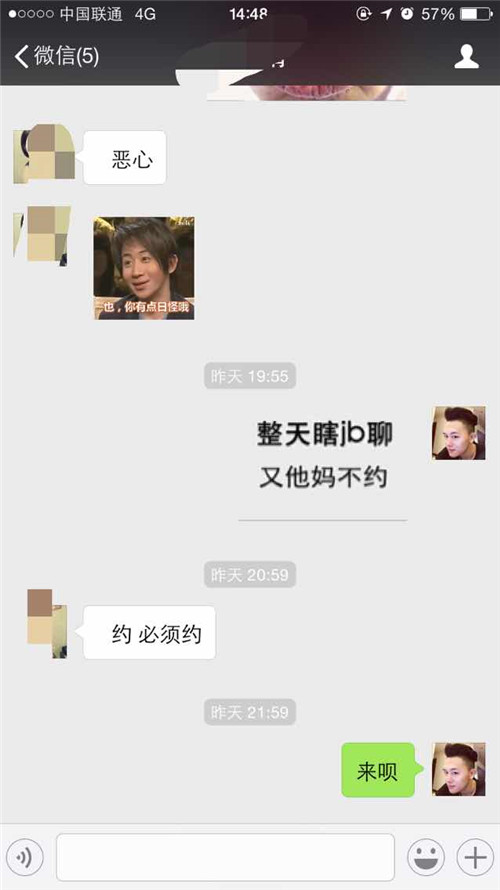 中国联通 4G 14:48 57%
微信(5)
恶心
一也，你有点日怪哦
昨天 19:55
整天瞎jb聊
又他妈不约
昨天 20:59
约 必须约
昨天 21:59
来呗